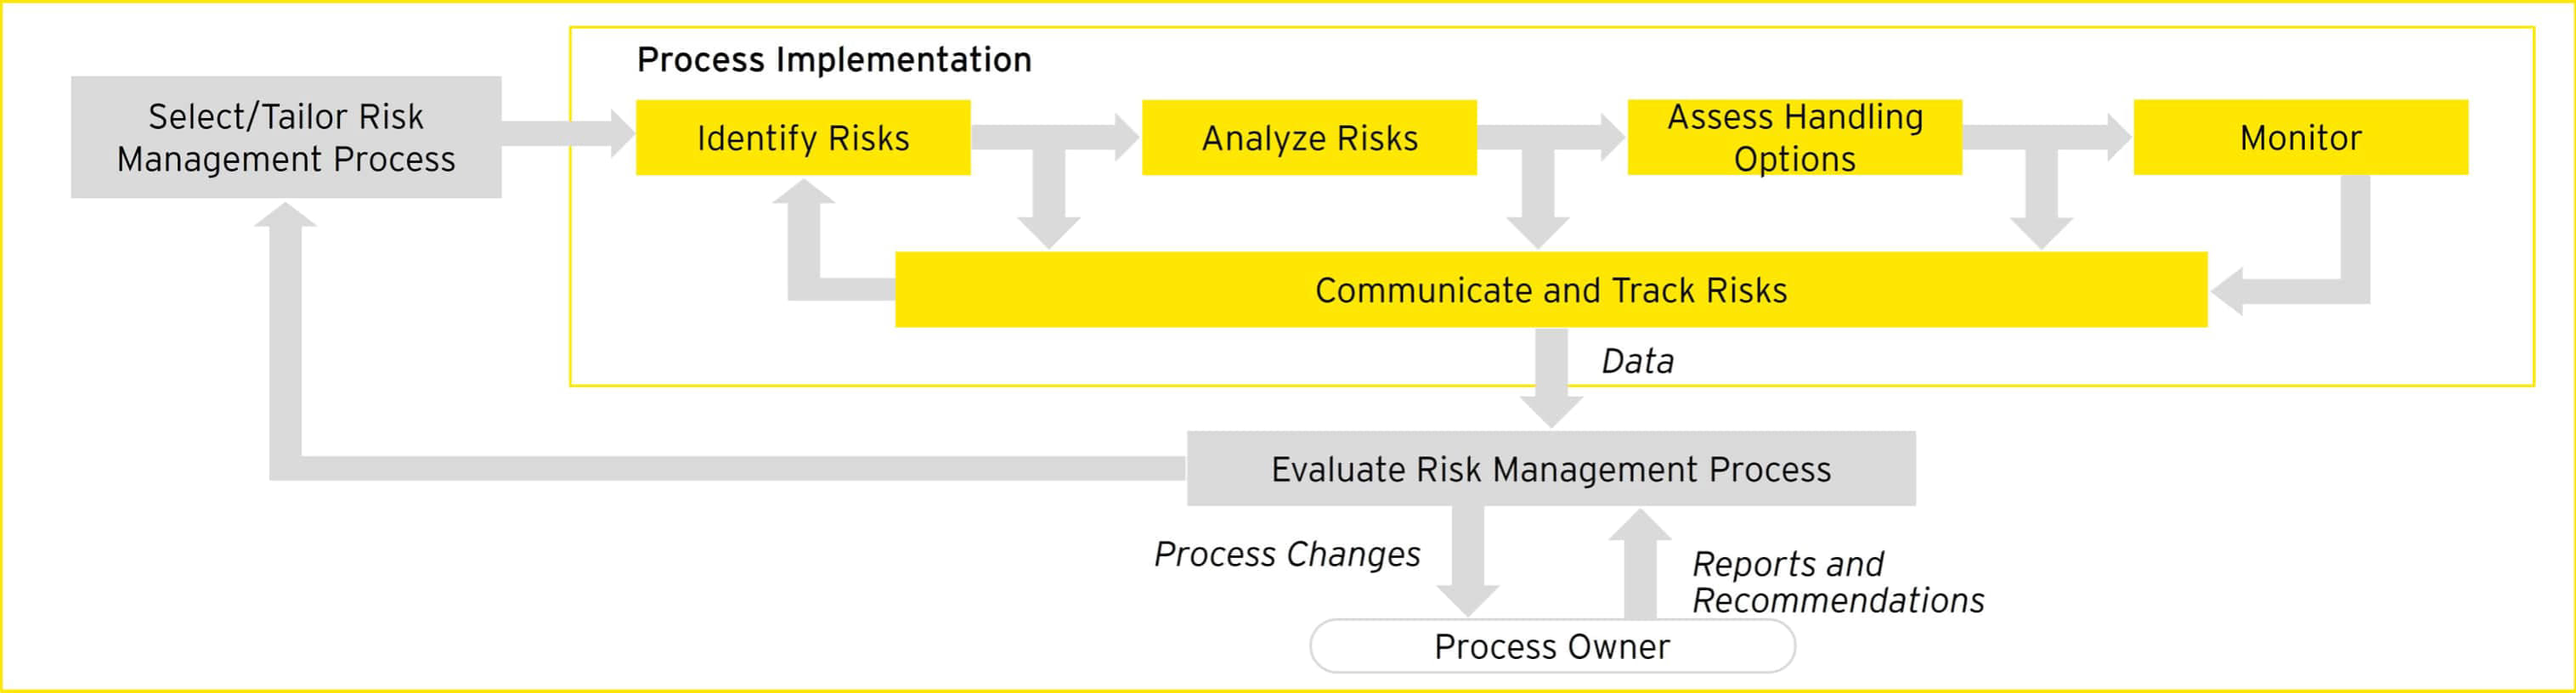 Process Implementation
Select/Tailor Risk
Management Process
Identify Risks
Analyze Risks
Assess Handling
Options
Monitor
Communicate and Track Risks
Data
Evaluate Risk Management Process
Process Changes
Reports and
Recommendations
Process Owner